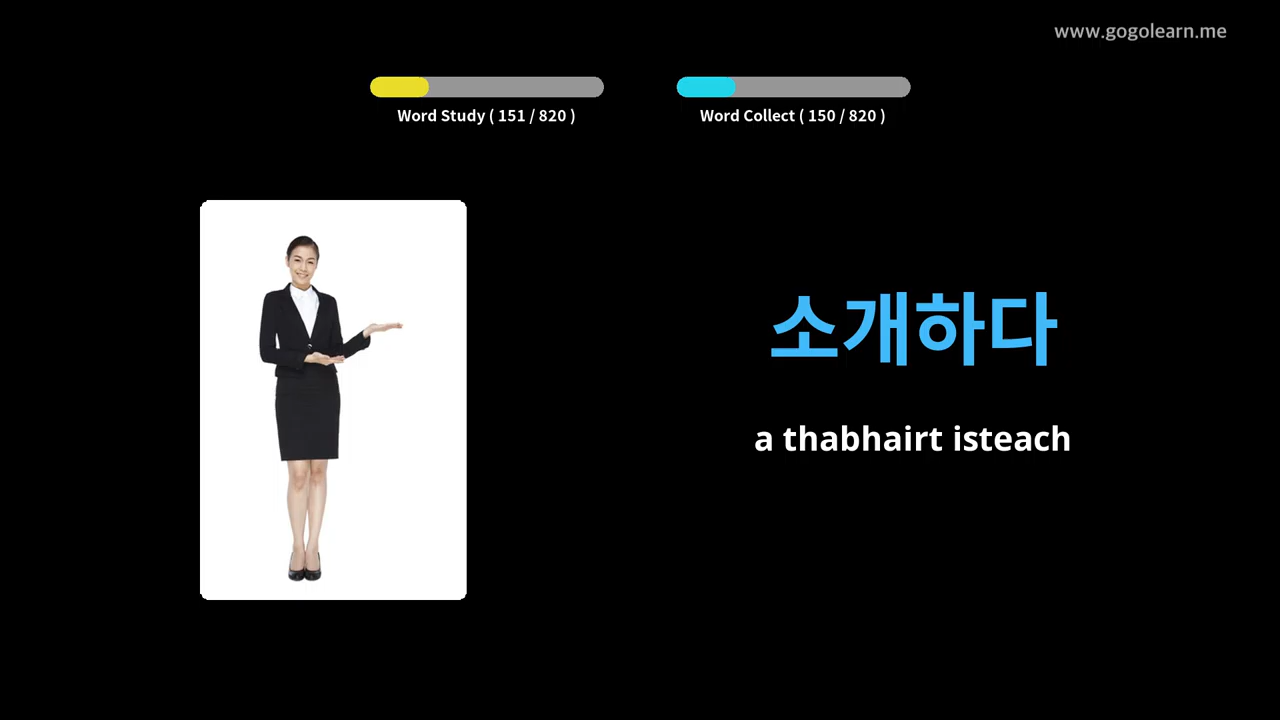 www.gogolearn.me
Word Study ( 151 / 820 )
Word Collect ( 150 / 820 )
소개하다
a thabhairt isteach